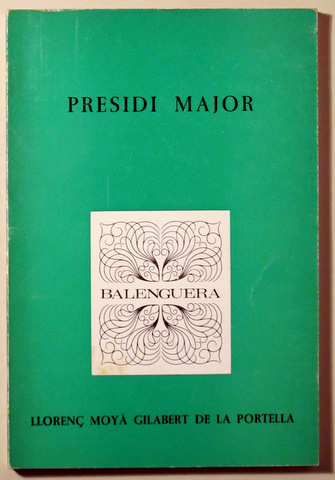 PRESIDI MAJOR
BALENGUERA
LLORENÇ MOYÀ GILABERT DE LA PORTELLA